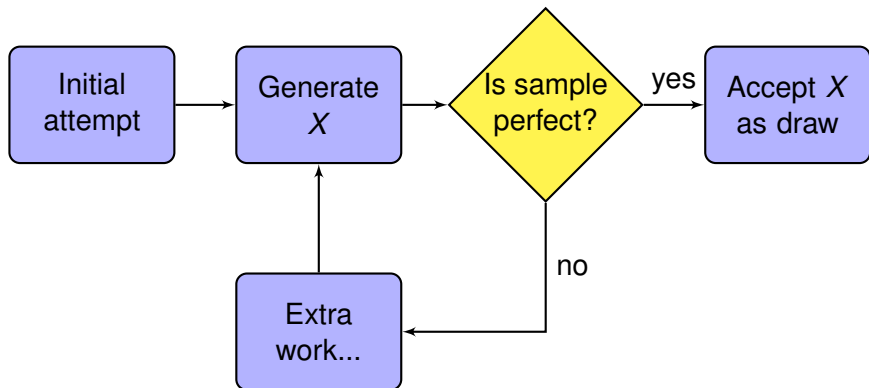 Initial
attempt
Generate
X
Is sample
perfect?
yes
Accept X
as draw
no
Extra
work...